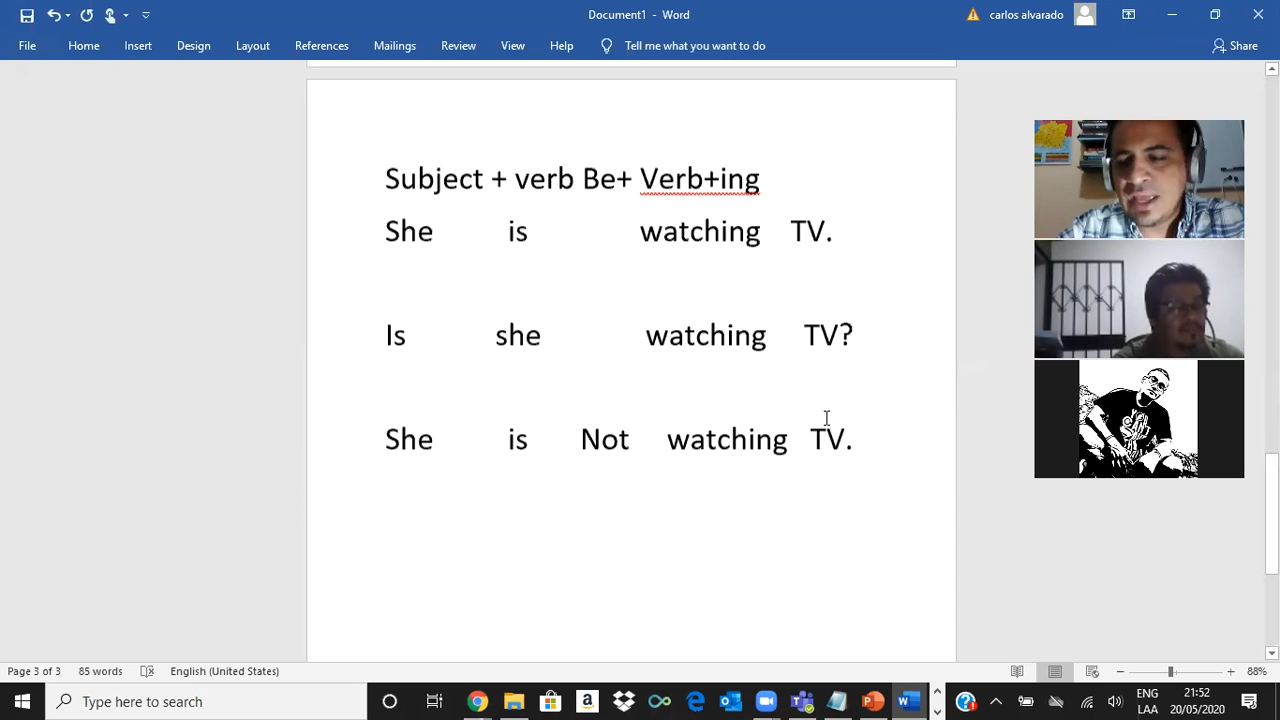 Document1 - Word
carlos alvarado
File Home Insert Design Layout References Mailings Review View Help Tell me what you want to do Share
Subject + verb Be+ Verb+ing
She is watching TV.
Is she watching TV?
She is Not watching TV.
Page 3 of 3 85 words English (United States) 88%
Type here to search
ENG 21:52
LAA 20/05/2020